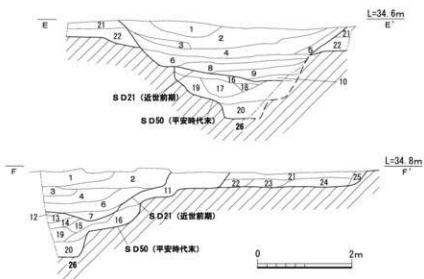 E L=34.6m E'
21 1 2 21
22 3 4 5 22
6 8 9
16 10
19 17 18
SD21（近世前期）
20
SD50（平安時代末）
26
F L=34.8m F'
1 2 21 25
3 4 6 11 22 23 24
12 13 7
14 15 16 SD21（近世前期）
19
20 SD50（平安時代末）
26
0 2m